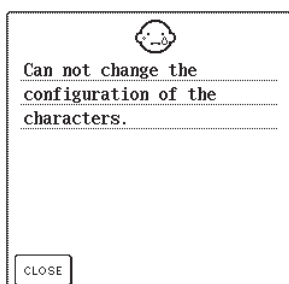 Can not change the
configuration of the
characters.
CLOSE